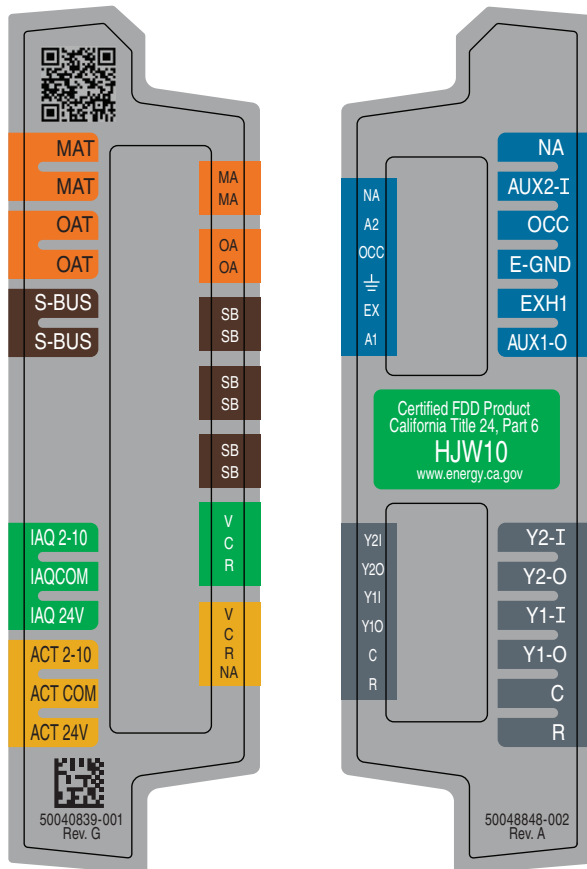 MAT
MAT
OAT
OAT
S-BUS
S-BUS
IAQ 2-10
IAQCOM
IAQ 24V
ACT 2-10
ACT COM
ACT 24V
50040839-001
Rev. G
MA
MA
OA
OA
SB
SB
SB
SB
SB
SB
V
C
R
V
C
R
NA
NA
A2
OCC
EX
A1
Certified FDD Product
California Title 24, Part 6
HJW10
www.energy.ca.gov
Y2I
Y2O
Y1I
Y1O
C
R
NA
AUX2-I
OCC
E-GND
EXH1
AUX1-O
Y2-I
Y2-O
Y1-I
Y1-O
C
R
50048848-002
Rev. A